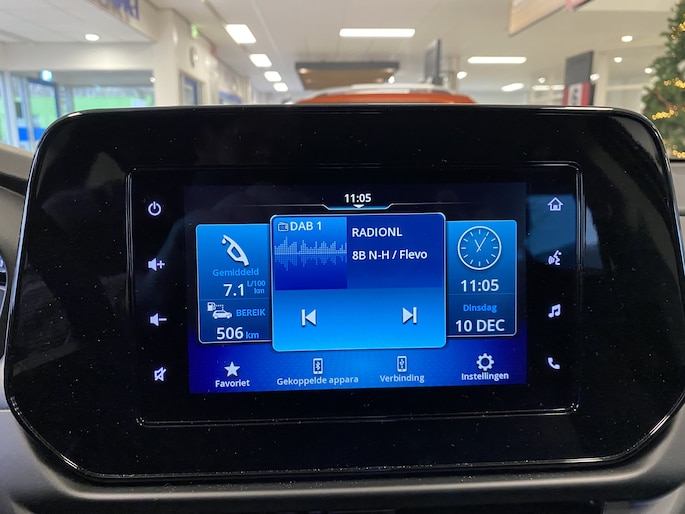 11:05
DAB 1
RADIONL
8B N-H / Flevo
Gemiddeld
7.1 L/100 km
BEREIK
506 km
11:05
Dinsdag
10 DEC
Favoriet
Gekoppelde appara
Verbinding
Instellingen